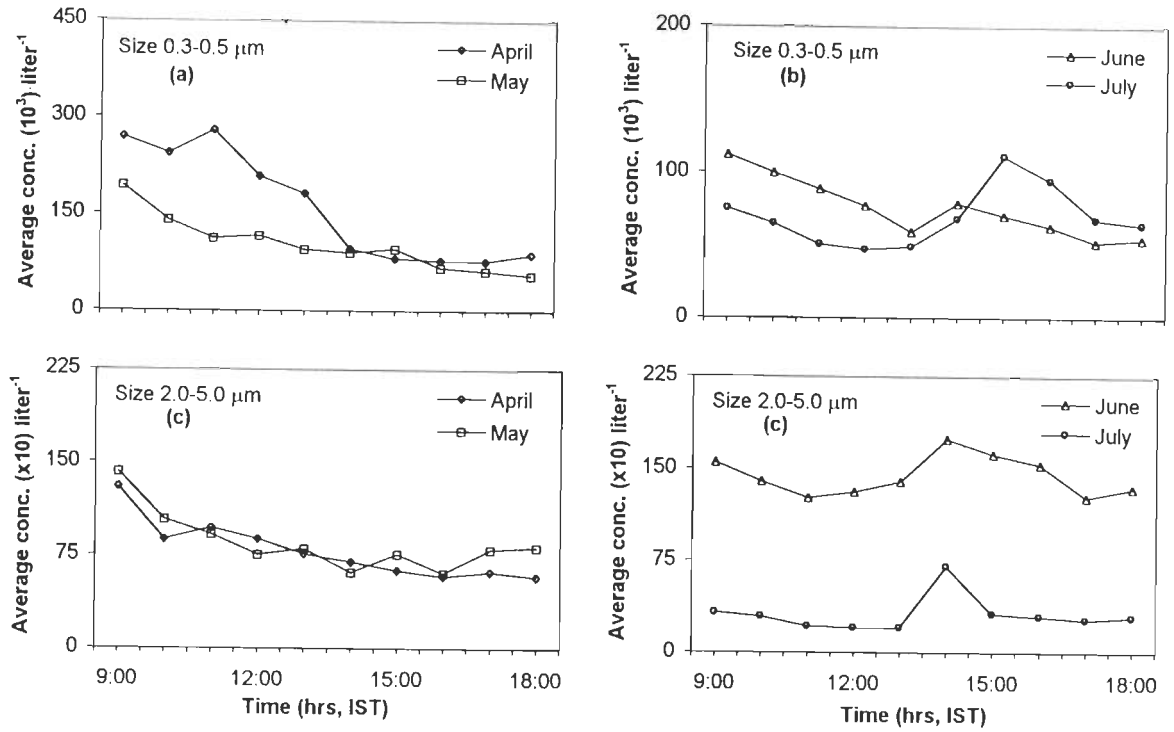 450
300
150
0
Average conc. (10³) liter⁻¹
Size 0.3-0.5 μm
(a)
April
May
200
100
0
Average conc. (10³) liter⁻¹
Size 0.3-0.5 μm
(b)
June
July
225
150
75
0
Average conc. (x10) liter⁻¹
Size 2.0-5.0 μm
(c)
April
May
9:00 12:00 15:00 18:00
Time (hrs, IST)
225
150
75
0
Average conc. (x10) liter⁻¹
Size 2.0-5.0 μm
(c)
June
July
9:00 12:00 15:00 18:00
Time (hrs, IST)